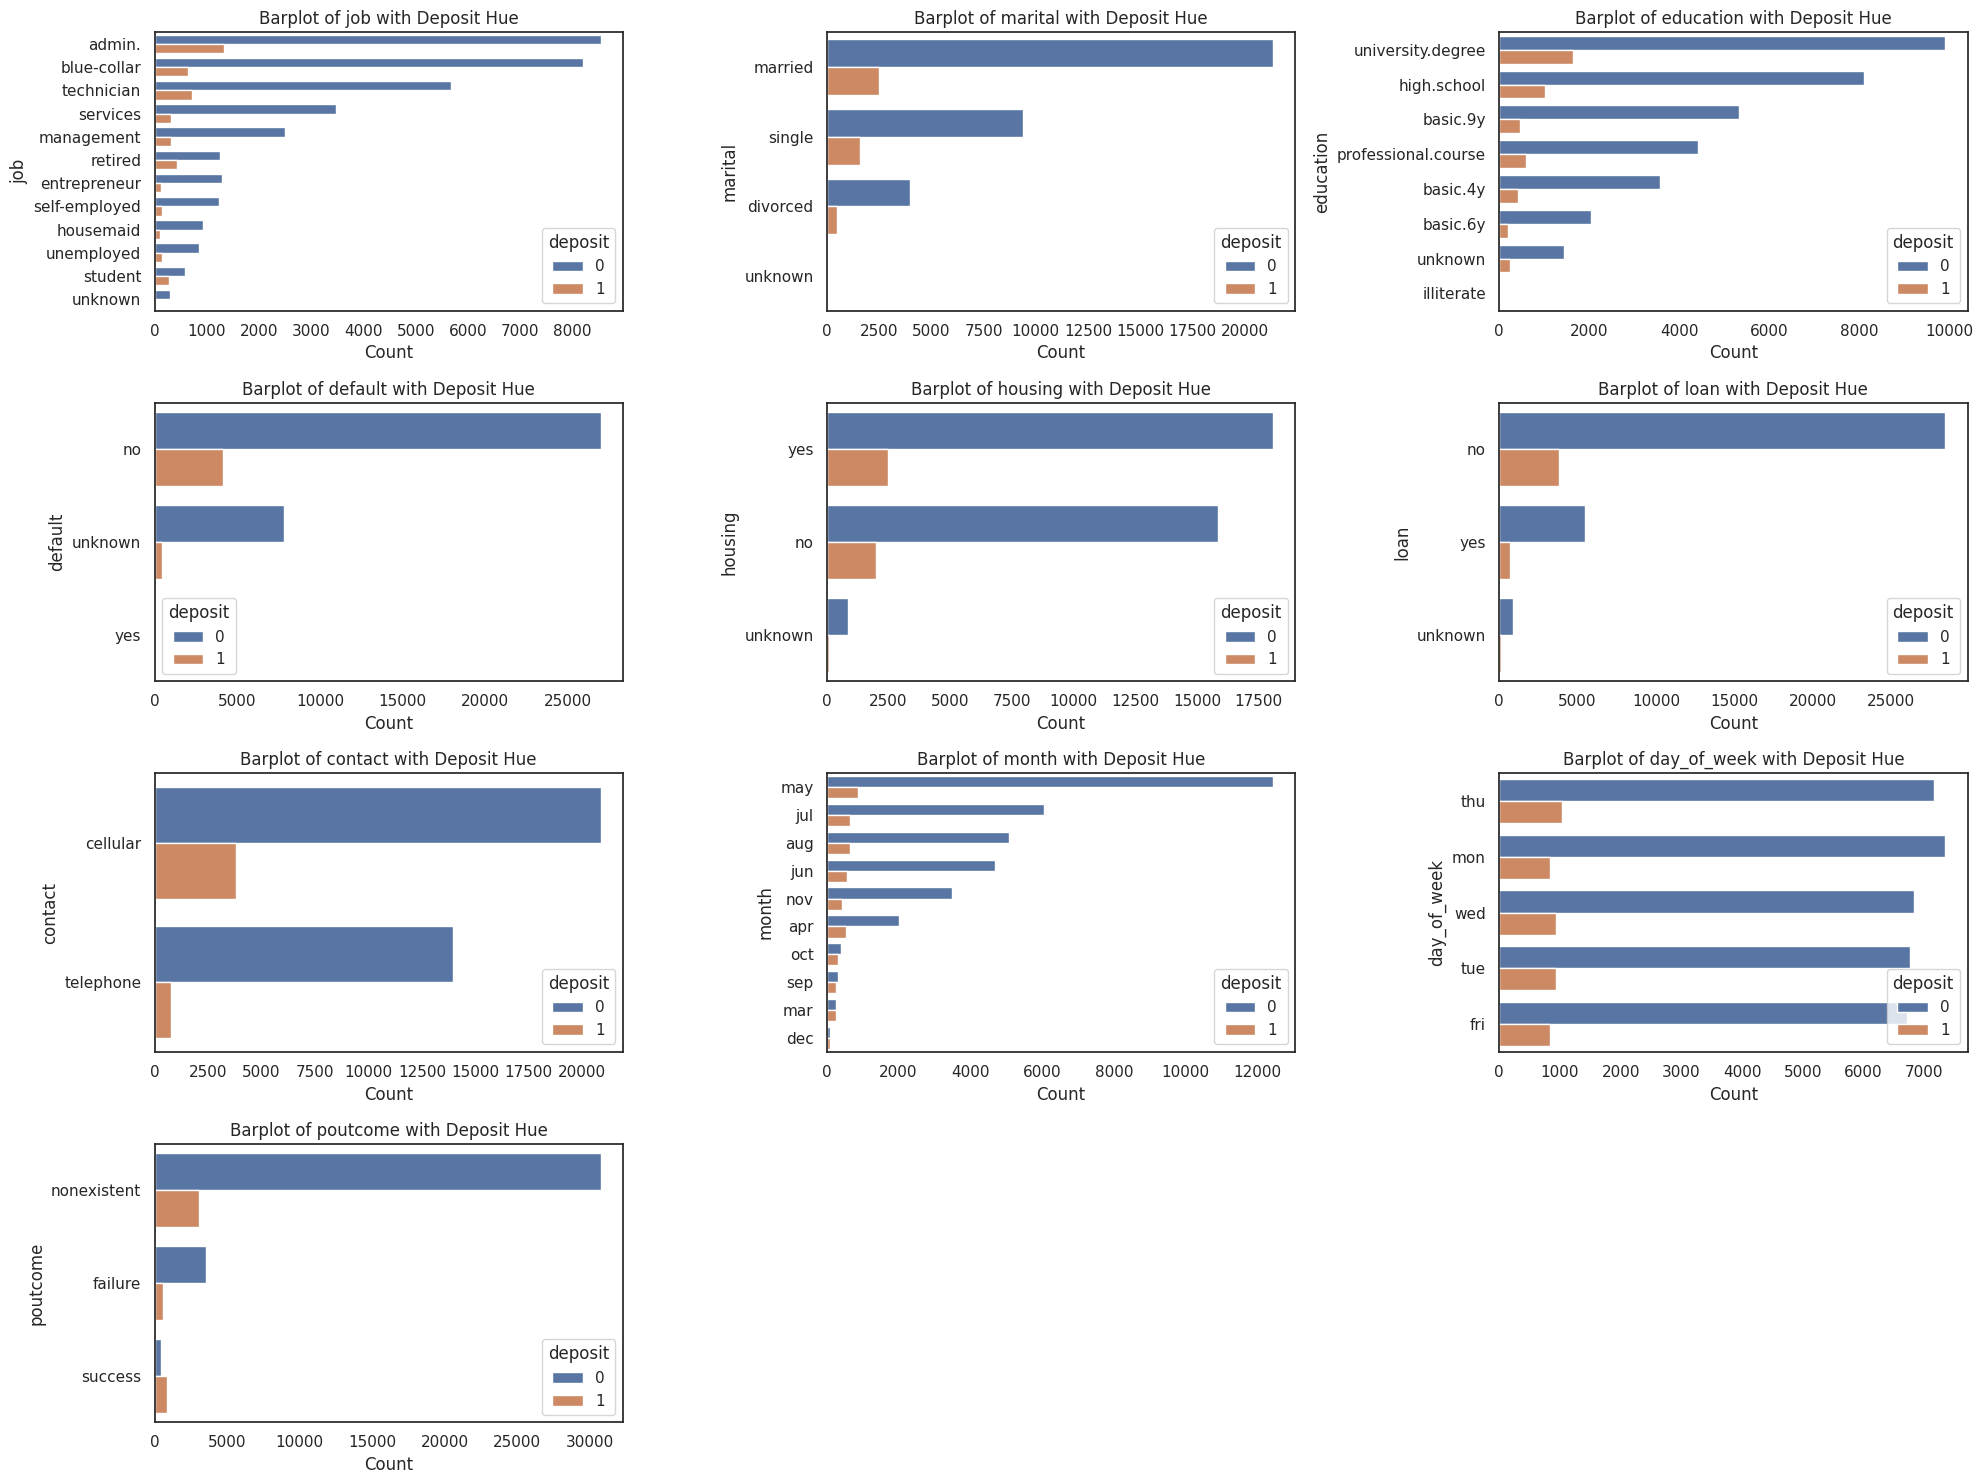 Barplot of job with Deposit Hue
admin.
blue-collar
technician
services
management
retired
entrepreneur
self-employed
housemaid
unemployed
student
unknown
job
deposit
0
1
0 1000 2000 3000 4000 5000 6000 7000 8000
Count
Barplot of marital with Deposit Hue
married
single
divorced
unknown
marital
deposit
0
1
0 2500 5000 7500 10000 12500 15000 17500 20000
Count
Barplot of education with Deposit Hue
university.degree
high.school
basic.9y
professional.course
basic.4y
basic.6y
unknown
illiterate
education
deposit
0
1
0 2000 4000 6000 8000 10000
Count
Barplot of default with Deposit Hue
no
unknown
yes
default
deposit
0
1
0 5000 10000 15000 20000 25000
Count
Barplot of housing with Deposit Hue
yes
no
unknown
housing
deposit
0
1
0 2500 5000 7500 10000 12500 15000 17500
Count
Barplot of loan with Deposit Hue
no
yes
unknown
loan
deposit
0
1
0 5000 10000 15000 20000 25000
Count
Barplot of contact with Deposit Hue
cellular
telephone
contact
deposit
0
1
0 2500 5000 7500 10000 12500 15000 17500 20000
Count
Barplot of month with Deposit Hue
may
jul
aug
jun
nov
apr
oct
sep
mar
dec
month
deposit
0
1
0 2000 4000 6000 8000 10000 12000
Count
Barplot of day_of_week with Deposit Hue
thu
mon
wed
tue
fri
day_of_week
deposit
0
1
0 1000 2000 3000 4000 5000 6000 7000
Count
Barplot of poutcome with Deposit Hue
nonexistent
failure
success
poutcome
deposit
0
1
0 5000 10000 15000 20000 25000 30000
Count